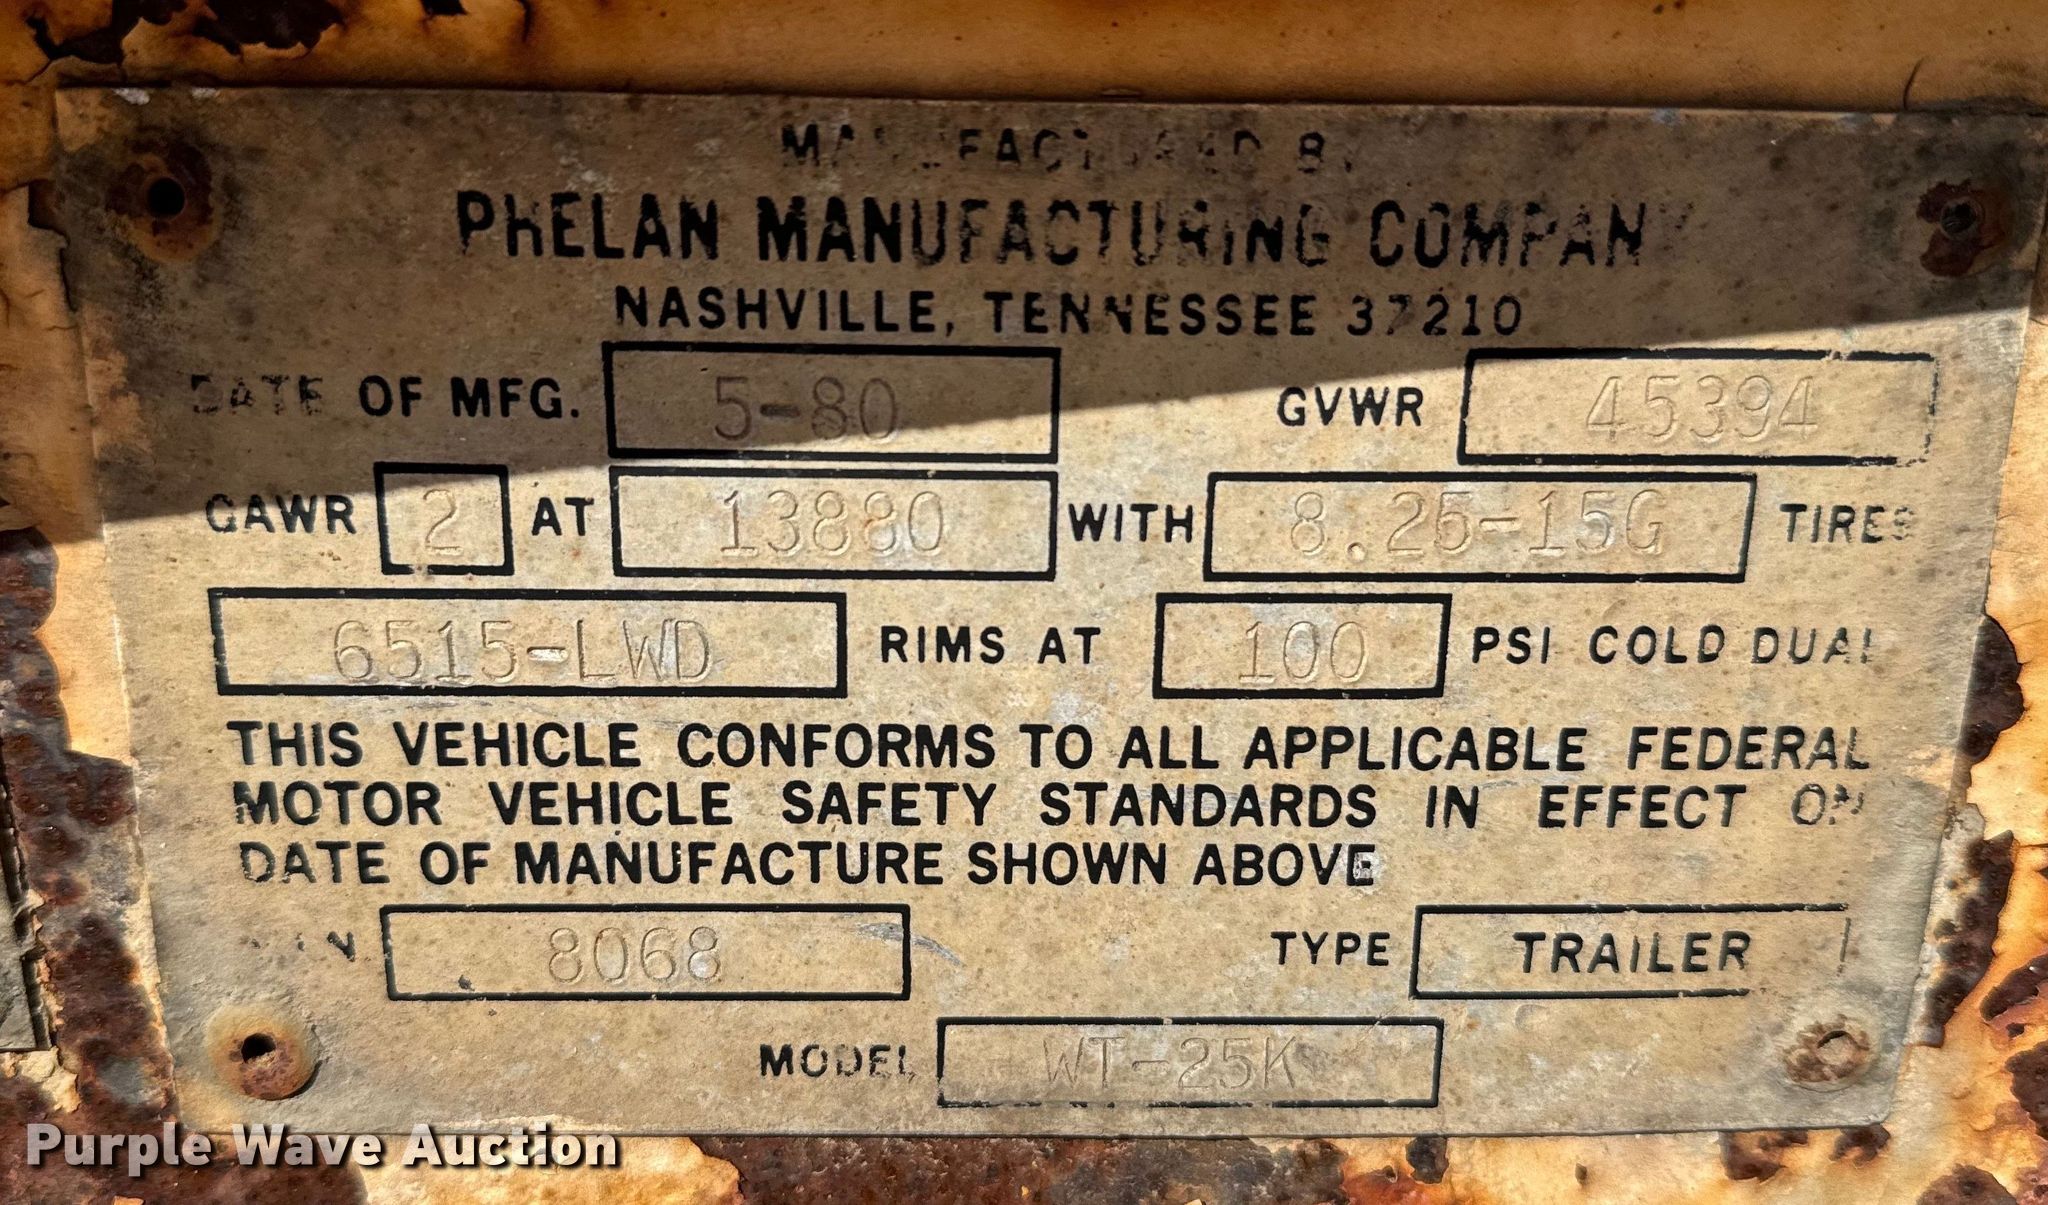 MANUFACTURED BY
PHELAN MANUFACTURING COMPANY
NASHVILLE, TENNESSEE 37210
DATE OF MFG. 5-80 GVWR 45394
GAWR 2 AT 13880 WITH 8.25-15G TIRES
6515-LWD RIMS AT 100 PSI COLD DUAL
THIS VEHICLE CONFORMS TO ALL APPLICABLE FEDERAL
MOTOR VEHICLE SAFETY STANDARDS IN EFFECT ON
DATE OF MANUFACTURE SHOWN ABOVE
8068 TYPE TRAILER
MODEL WT-25K
Purple Wave Auction